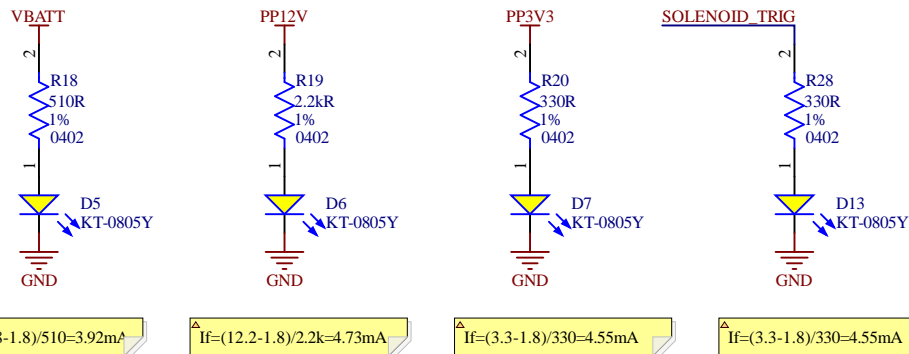 VBATT
2
R18
510R
1%
0402
1
D5
KT-0805Y
GND
-1.8)/510=3.92mA
PP12V
2
R19
2.2kR
1%
0402
1
D6
KT-0805Y
GND
If=(12.2-1.8)/2.2k=4.73mA
PP3V3
2
R20
330R
1%
0402
1
D7
KT-0805Y
GND
If=(3.3-1.8)/330=4.55mA
SOLENOID_TRIG
2
R28
330R
1%
0402
1
D13
KT-0805Y
GND
If=(3.3-1.8)/330=4.55mA